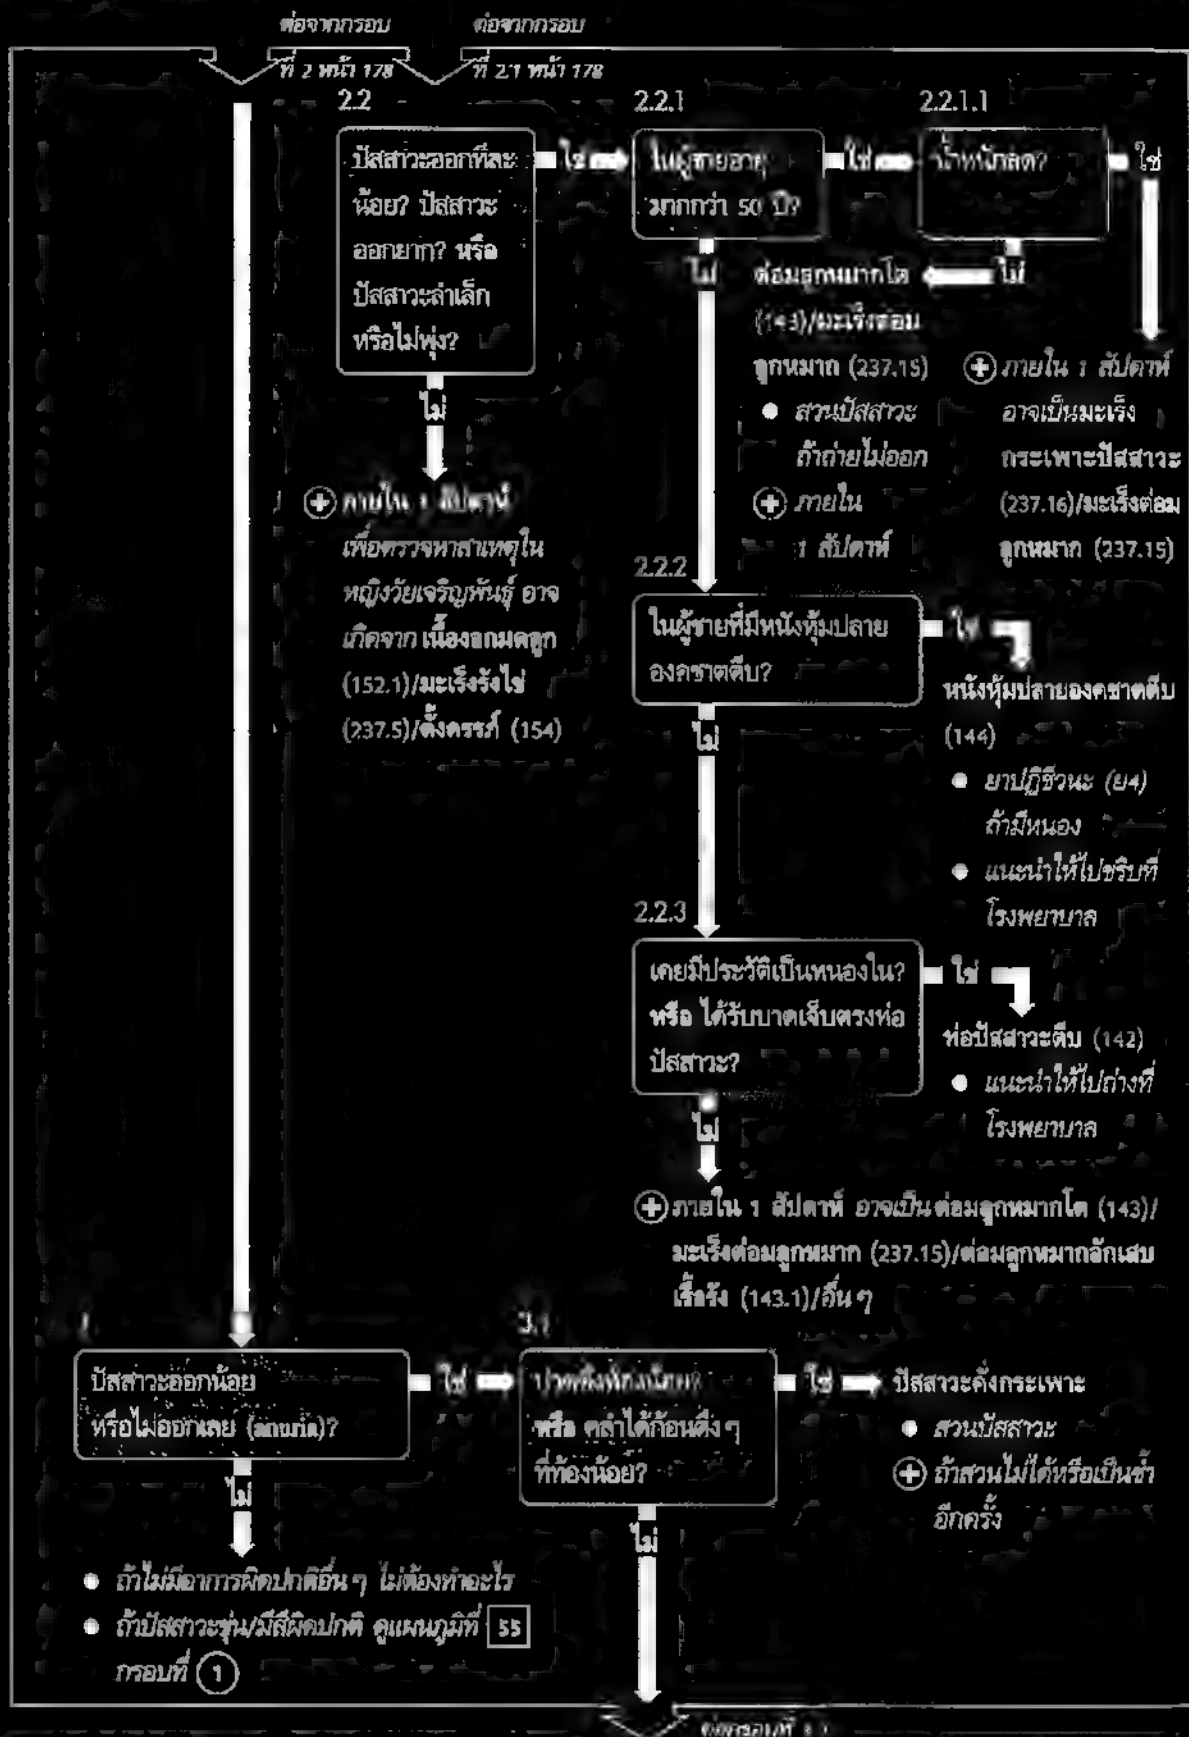 ต่อจากกรอบ
ที่ 2 หน้า 178
ต่อจากกรอบ
ที่ 2.1 หน้า 178
2.2
ปัสสาวะออกทีละ
น้อย? ปัสสาวะ
ออกยาก? หรือ
ปัสสาวะลำเล็ก
หรือไม่พุ่ง?
ใช่
ไม่
ภายใน 1 สัปดาห์
เพื่อตรวจหาสาเหตุใน
หญิงวัยเจริญพันธุ์ อาจ
เกิดจาก เนื้องอกมดลูก
(152.1)/มะเร็งรังไข่
(237.5)/ตั้งครรภ์ (154)
2.2.1
ในผู้ชายอายุ
มากกว่า 50 ปี?
ใช่
ไม่
2.2.1.1
น้ำหนักลด?
ใช่
ไม่
ต่อมลูกหมากโต
(143)/มะเร็งต่อม
ลูกหมาก (237.15)
● สวนปัสสาวะ
ถ้าถ่ายไม่ออก
ภายใน
1 สัปดาห์
ภายใน 1 สัปดาห์
อาจเป็นมะเร็ง
กระเพาะปัสสาวะ
(237.16)/มะเร็งต่อม
ลูกหมาก (237.15)
2.2.2
ในผู้ชายที่มีหนังหุ้มปลาย
องคชาตตีบ?
ใช่
ไม่
หนังหุ้มปลายองคชาตตีบ
(144)
● ยาปฏิชีวนะ (ย4)
ถ้ามีหนอง
● แนะนำให้ไปขริบที่
โรงพยาบาล
2.2.3
เคยมีประวัติเป็นหนองใน?
หรือ ได้รับบาดเจ็บตรงท่อ
ปัสสาวะ?
ใช่
ไม่
ท่อปัสสาวะตีบ (142)
● แนะนำให้ไปถ่างที่
โรงพยาบาล
ภายใน 1 สัปดาห์ อาจเป็นต่อมลูกหมากโต (143)/
มะเร็งต่อมลูกหมาก (237.15)/ต่อมลูกหมากอักเสบ
เรื้อรัง (143.1)/อื่นๆ
ปัสสาวะออกน้อย
หรือไม่ออกเลย (anuria)?
ใช่
ไม่
● ถ้าไม่มีอาการผิดปกติอื่นๆ ไม่ต้องทำอะไร
● ถ้าปัสสาวะขุ่น/มีสีผิดปกติ ดูแผนภูมิที่ 55
กรอบที่ 1
3.1
ปวดตึงท้องน้อย?
หรือ คลำได้ก้อนตึงๆ
ที่ท้องน้อย?
ใช่
ไม่
ปัสสาวะคั่งกระเพาะ
● สวนปัสสาวะ
ถ้าสวนไม่ได้หรือเป็นซ้ำ
อีกครั้ง
ต่อกรอบที่